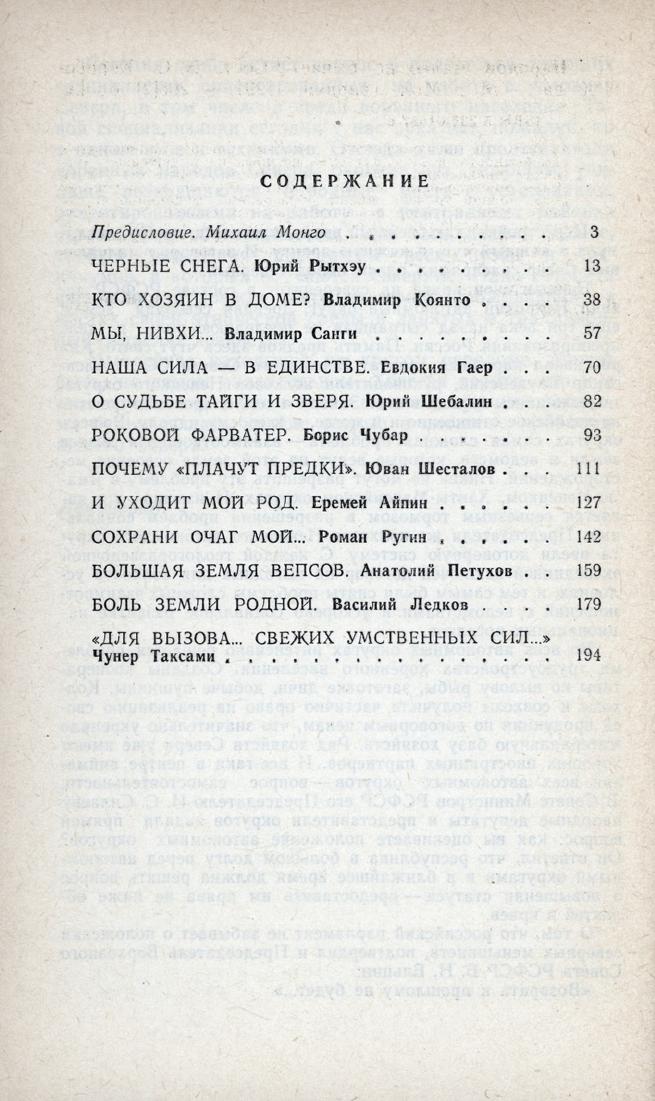 СОДЕРЖАНИЕ
Предисловие. Михаил Монго . . . . . . . . . . 3
ЧЕРНЫЕ СНЕГА. Юрий Рытхэу . . . . . . . . 13
КТО ХОЗЯИН В ДОМЕ? Владимир Коянто . . . 38
МЫ, НИВХИ... Владимир Санги . . . . . . . 57
НАША СИЛА — В ЕДИНСТВЕ. Евдокия Гаер . . . 70
О СУДЬБЕ ТАЙГИ И ЗВЕРЯ. Юрий Шебалин . . . 82
РОКОВОЙ ФАРВАТЕР. Борис Чубар . . . . . . 93
ПОЧЕМУ «ПЛАЧУТ ПРЕДКИ». Юван Шесталов . . . 111
И УХОДИТ МОЙ РОД. Еремей Айпин . . . . . . 127
СОХРАНИ ОЧАГ МОЙ... Роман Ругин . . . . . . 142
БОЛЬШАЯ ЗЕМЛЯ ВЕПСОВ. Анатолий Петухов . . 159
БОЛЬ ЗЕМЛИ РОДНОЙ. Василий Ледков . . . . 179
«ДЛЯ ВЫЗОВА... СВЕЖИХ УМСТВЕННЫХ СИЛ...»
Чунер Таксами . . . . . . . . . . . . . . . 194